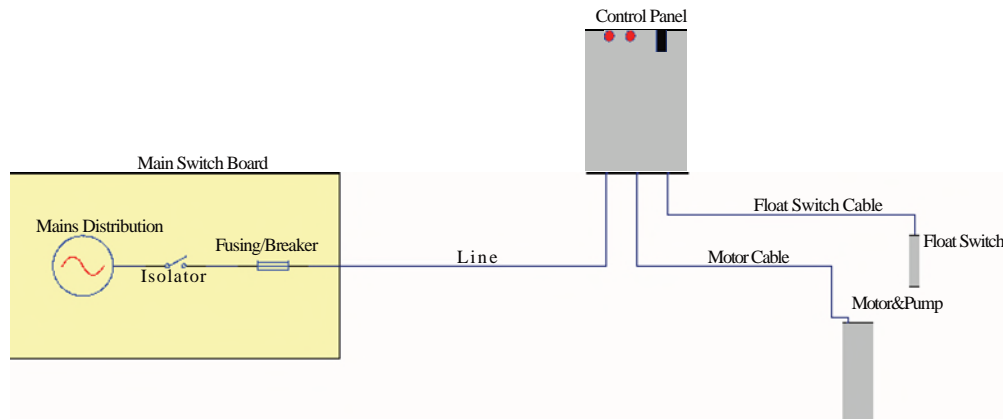 Control Panel
Main Switch Board
Mains Distribution
Fusing/Breaker
Isolator
Line
Float Switch Cable
Motor Cable
Float Switch
Motor&Pump